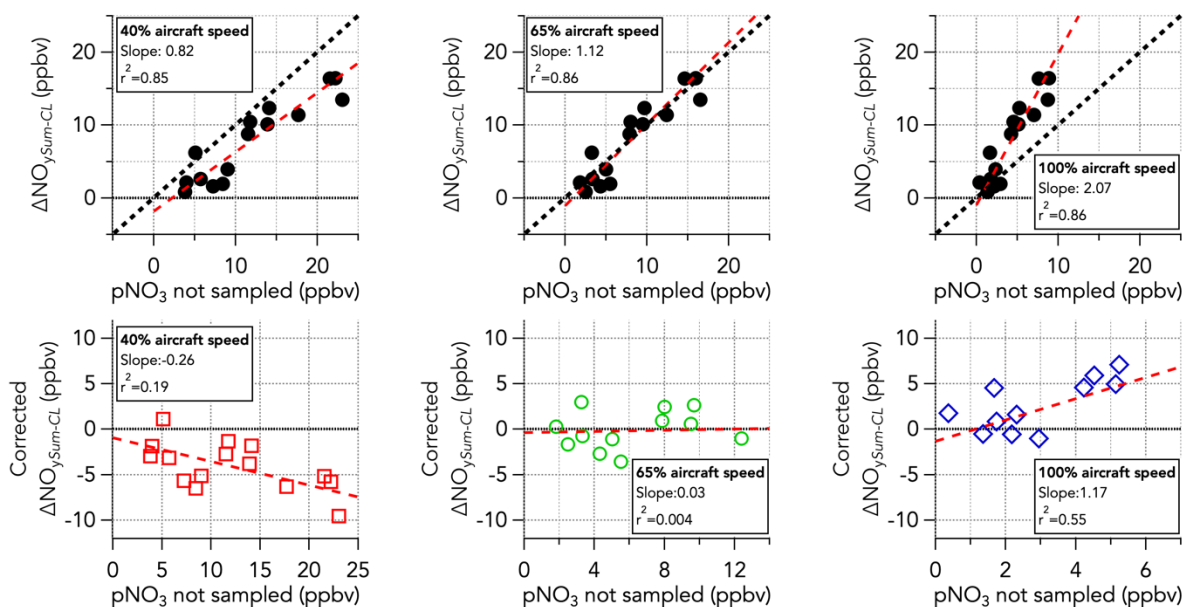 40% aircraft speed
Slope: 0.82
r²=0.85
20
10
0
ΔNOySum-CL (ppbv)
0 10 20
pNO3 not sampled (ppbv)
65% aircraft speed
Slope: 1.12
r²=0.86
20
10
0
ΔNOySum-CL (ppbv)
0 10 20
pNO3 not sampled (ppbv)
20
10
0
ΔNOySum-CL (ppbv)
100% aircraft speed
Slope: 2.07
r²=0.86
0 10 20
pNO3 not sampled (ppbv)
40% aircraft speed
Slope:-0.26
r²=0.19
10
5
0
-5
-10
Corrected
ΔNOySum-CL (ppbv)
0 5 10 15 20 25
pNO3 not sampled (ppbv)
10
5
0
-5
-10
Corrected
ΔNOySum-CL (ppbv)
65% aircraft speed
Slope:0.03
r²=0.004
0 4 8 12
pNO3 not sampled (ppbv)
10
5
0
-5
-10
Corrected
ΔNOySum-CL (ppbv)
100% aircraft speed
Slope:1.17
r²=0.55
0 2 4 6
pNO3 not sampled (ppbv)